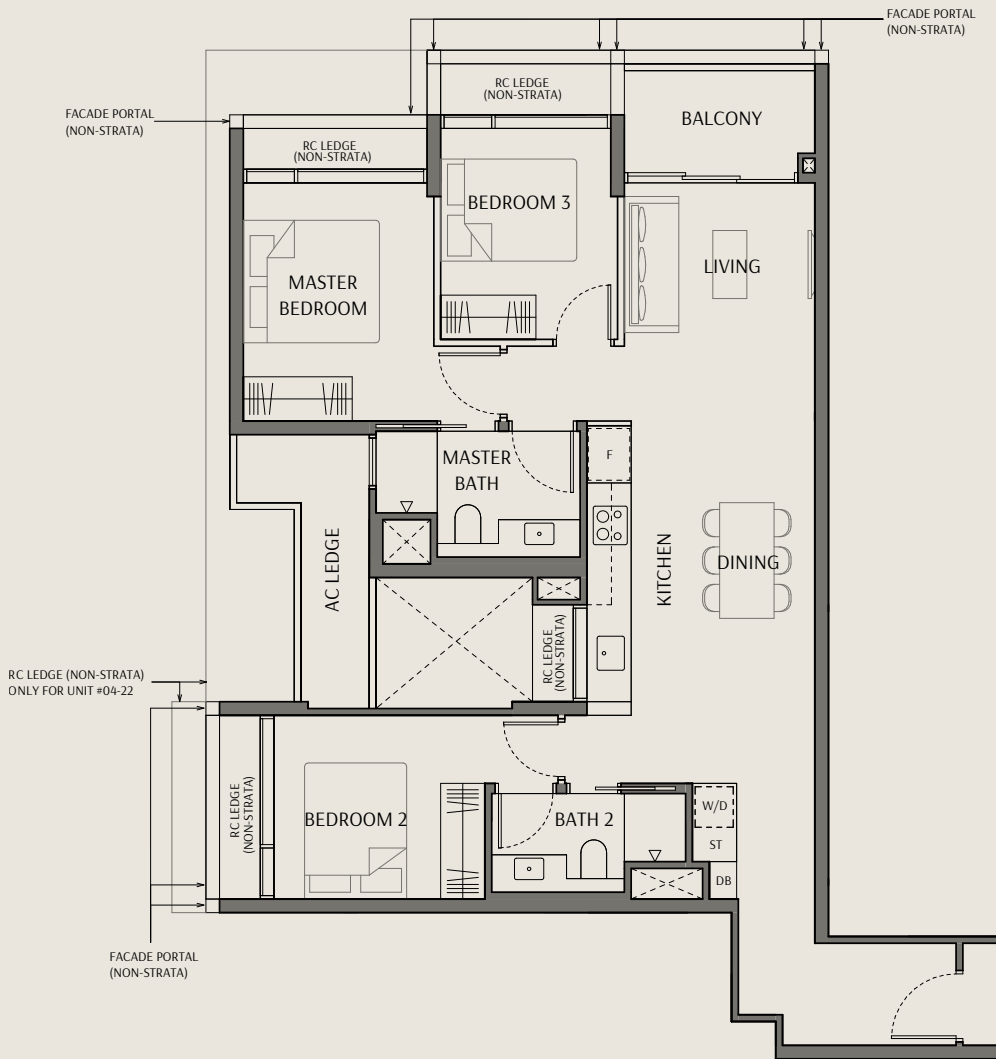 FACADE PORTAL
(NON-STRATA)
RC LEDGE
(NON-STRATA)
BALCONY
FACADE PORTAL
(NON-STRATA)
RC LEDGE
(NON-STRATA)
BEDROOM 3
LIVING
MASTER
BEDROOM
F
MASTER
BATH
AC LEDGE
KITCHEN
DINING
RC LEDGE
(NON-STRATA)
RC LEDGE (NON-STRATA)
ONLY FOR UNIT #04-22
RC LEDGE
(NON-STRATA)
BEDROOM 2
BATH 2
W/D
ST
DB
FACADE PORTAL
(NON-STRATA)